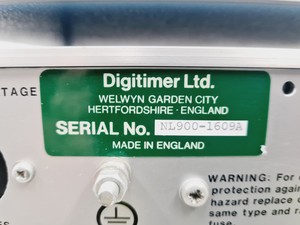 TAGE
Digitimer Ltd.
WELWYN GARDEN CITY
HERTFORDSHIRE · ENGLAND
SERIAL No. NL900-1609A
MADE IN ENGLAND
WARNING: For
protection agai
hazard replace
same type and ra
fuse.